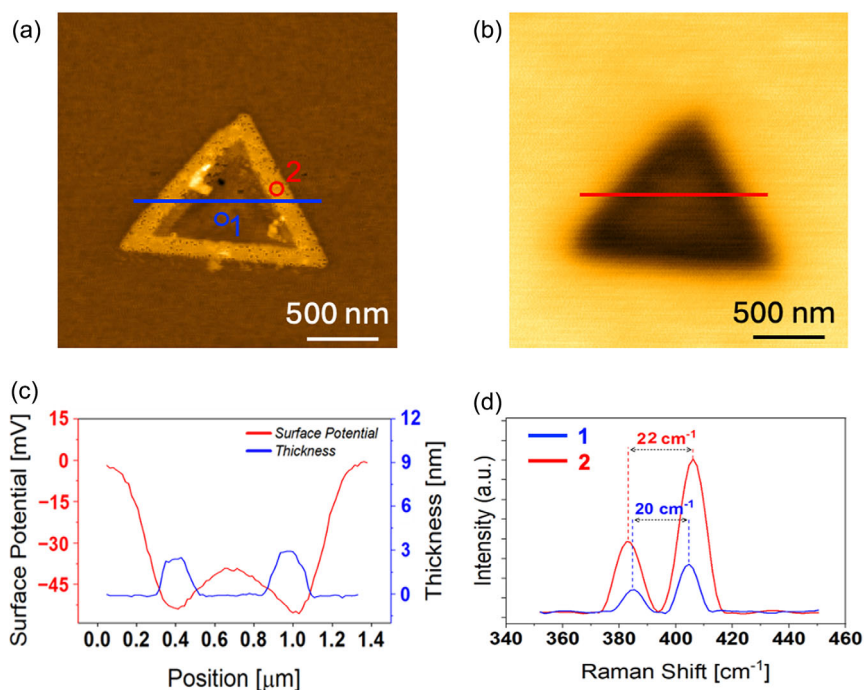 (a)
2
1
500 nm
(b)
500 nm
(c)
Surface Potential [mV]
15
0
−15
−30
−45
Surface Potential
Thickness
12
9
6
3
0
Thickness [nm]
0.0 0.2 0.4 0.6 0.8 1.0 1.2 1.4
Position [μm]
(d)
Intensity (a.u.)
1
2
22 cm⁻¹
20 cm⁻¹
340 360 380 400 420 440 460
Raman Shift [cm⁻¹]